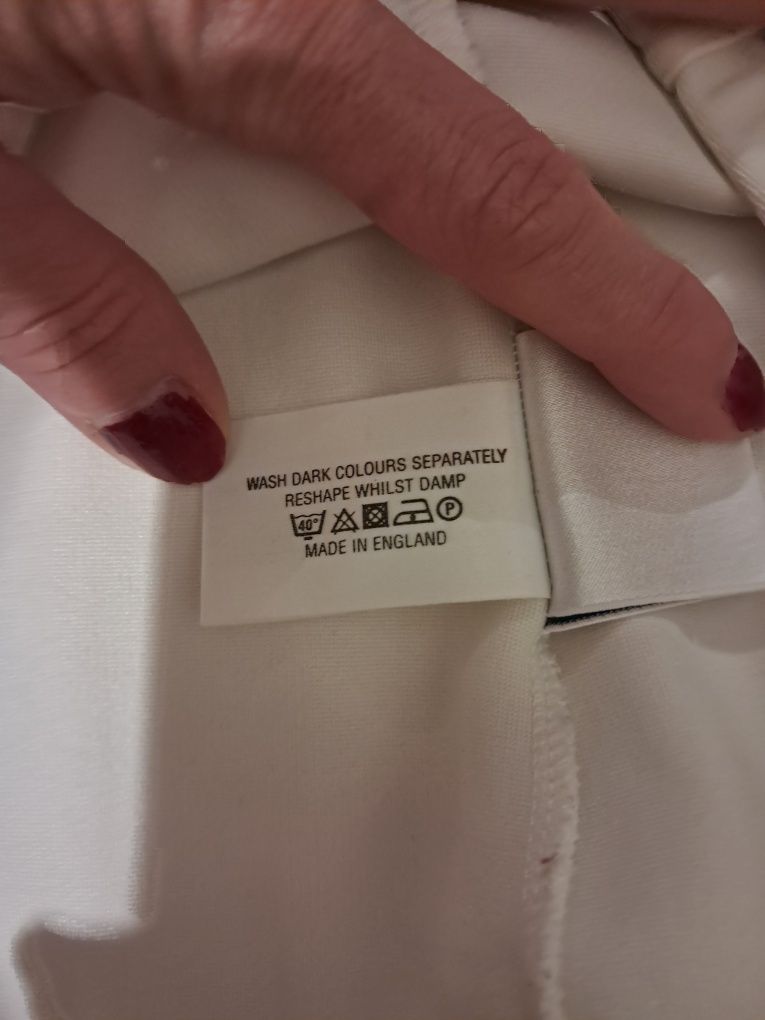 WASH DARK COLOURS SEPARATELY
RESHAPE WHILST DAMP
40° P
MADE IN ENGLAND